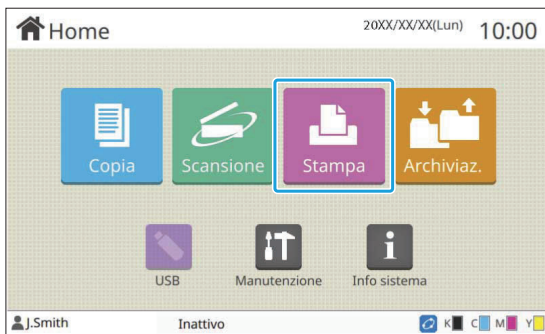 Home 20XX/XX/XX(Lun) 10:00
Copia Scansione Stampa Archiviaz.
USB Manutenzione Info sistema
J.Smith Inattivo K C M Y